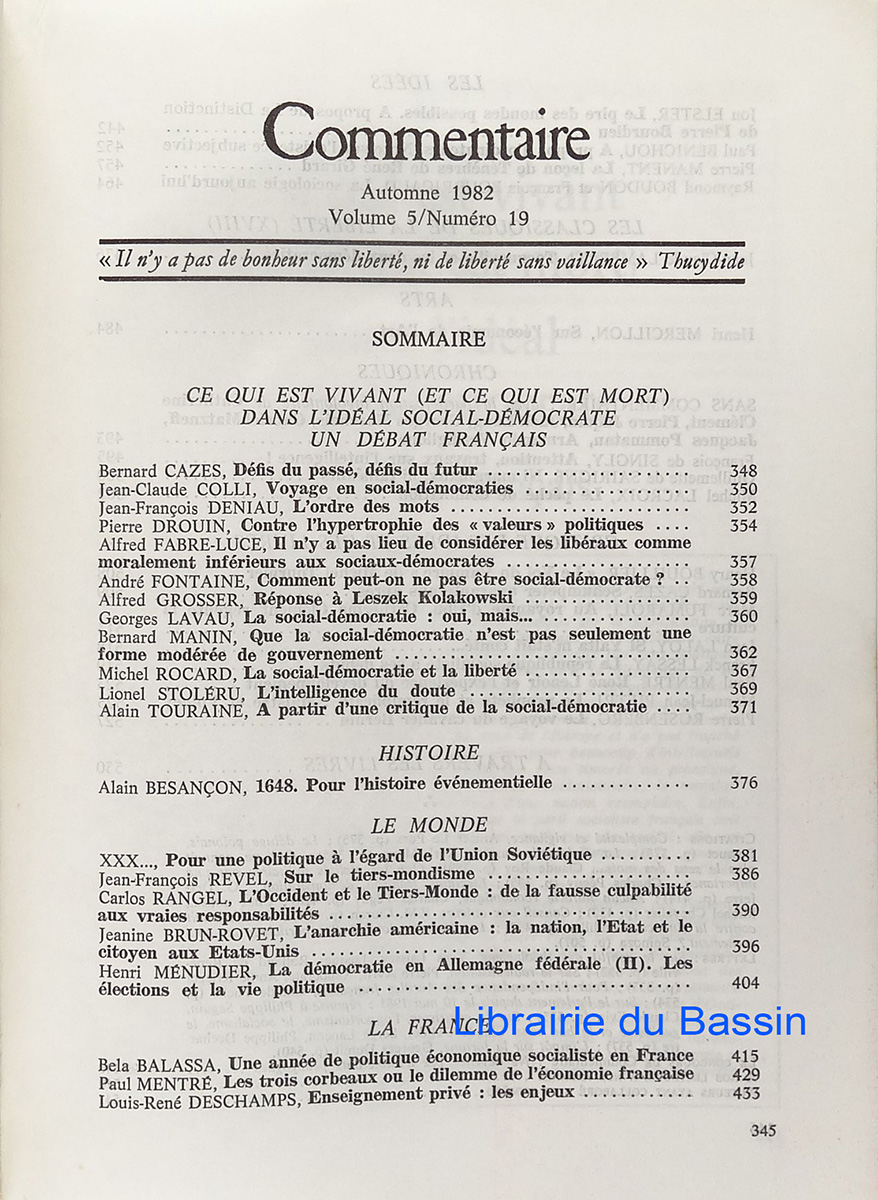 Commentaire
Automne 1982
Volume 5/Numéro 19
« Il n'y a pas de bonheur sans liberté, ni de liberté sans vaillance » Thucydide
SOMMAIRE
CE QUI EST VIVANT (ET CE QUI EST MORT)
DANS L'IDÉAL SOCIAL-DÉMOCRATE
UN DÉBAT FRANÇAIS
Bernard CAZES, Défis du passé, défis du futur ...................... 348
Jean-Claude COLLI, Voyage en social-démocraties .................. 350
Jean-François DENIAU, L'ordre des mots .......................... 352
Pierre DROUIN, Contre l'hypertrophie des « valeurs » politiques .... 354
Alfred FABRE-LUCE, Il n'y a pas lieu de considérer les libéraux comme
moralement inférieurs aux sociaux-démocrates .................... 357
André FONTAINE, Comment peut-on ne pas être social-démocrate ? .. 358
Alfred GROSSER, Réponse à Leszek Kolakowski .................. 359
Georges LAVAU, La social-démocratie : oui, mais... ................ 360
Bernard MANIN, Que la social-démocratie n'est pas seulement une
forme modérée de gouvernement ................................ 362
Michel ROCARD, La social-démocratie et la liberté .................. 367
Lionel STOLÉRU, L'intelligence du doute ........................ 369
Alain TOURAINE, A partir d'une critique de la social-démocratie .... 371
HISTOIRE
Alain BESANÇON, 1648. Pour l'histoire événementielle .............. 376
LE MONDE
XXX..., Pour une politique à l'égard de l'Union Soviétique .......... 381
Jean-François REVEL, Sur le tiers-mondisme ...................... 386
Carlos RANGEL, L'Occident et le Tiers-Monde : de la fausse culpabilité
aux vraies responsabilités ...................................... 390
Jeanine BRUN-ROVET, L'anarchie américaine : la nation, l'Etat et le
citoyen aux Etats-Unis ........................................ 396
Henri MÉNUDIER, La démocratie en Allemagne fédérale (II). Les
élections et la vie politique .................................... 404
LA FRANCE
Librairie du Bassin
Bela BALASSA, Une année de politique économique socialiste en France 415
Paul MENTRÉ, Les trois corbeaux ou le dilemme de l'économie française 429
Louis-René DESCHAMPS, Enseignement privé : les enjeux ............ 433
345